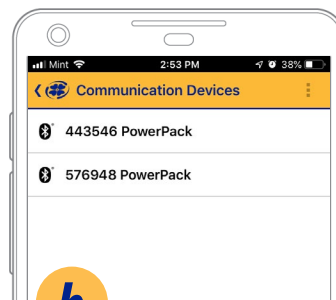 Mint 2:53 PM 38%
Communication Devices
443546 PowerPack
576948 PowerPack
h